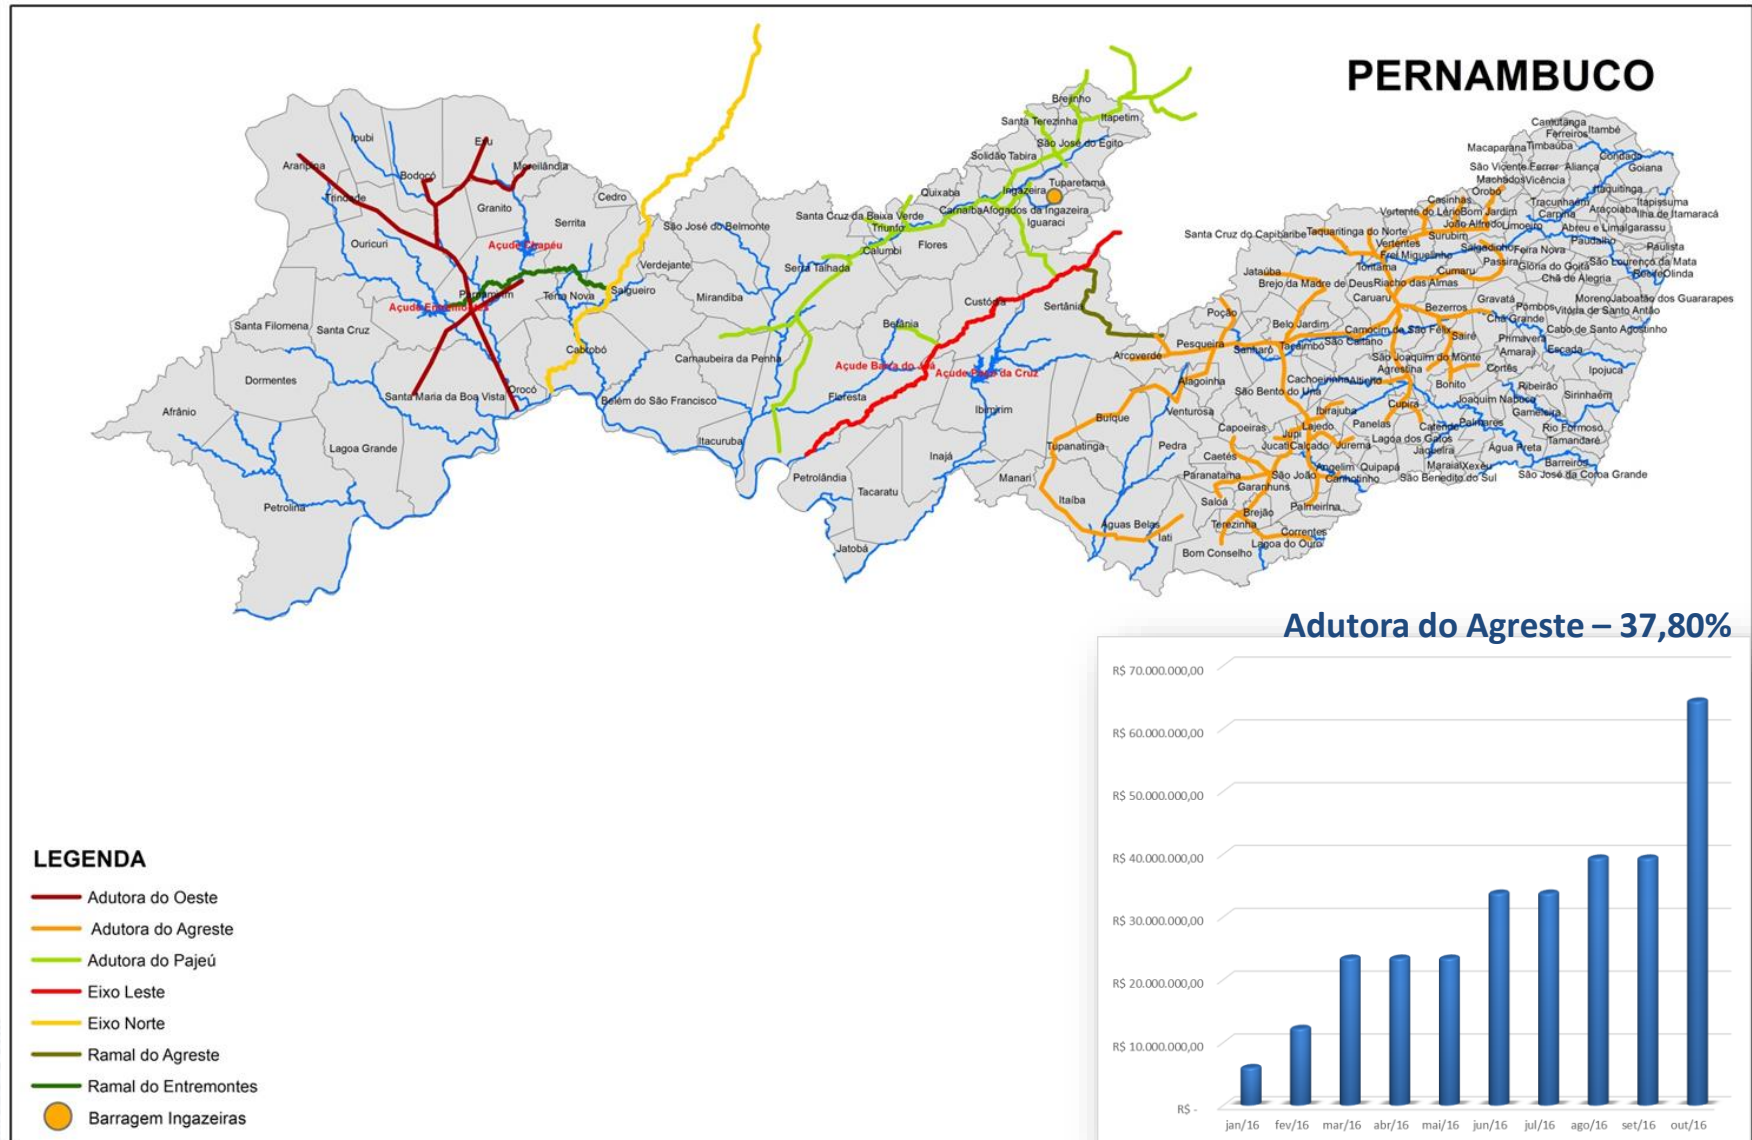 PERNAMBUCO
Camutanga
Ferreiros
Itambé
Macaparana
Timbaúba
Condado
São Vicente Ferrer
Aliança
Goiana
Machados
Vicência
Itaquitinga
Orobó
Casinhas
Tracunhaém
Itapissuma
Vertente do Lério
Bom Jardim
Carpina
Araçoiaba
Ilha de Itamaracá
João Alfredo
Limoeiro
Abreu e Lima
Igarassu
Santa Cruz do Capibaribe
Taquaritinga do Norte
Surubim
Vertentes
Salgadinho
Feira Nova
Paudalho
Paulista
Frei Miguelinho
Passira
Glória do Goitá
São Lourenço da Mata
Toritama
Cumaru
Chã de Alegria
Recife
Olinda
Jataúba
Brejo da Madre de Deus
Riacho das Almas
Caruaru
Bezerros
Gravatá
Pombos
Moreno
Jaboatão dos Guararapes
Chã Grande
Vitória de Santo Antão
Poção
Belo Jardim
Camocim de São Félix
Sairé
Cabo de Santo Agostinho
Primavera
Pesqueira
Sanharó
Tacaimbó
São Caitano
Amaraji
Escada
Arcoverde
São Joaquim do Monte
Agrestina
Cortês
Ipojuca
Alagoinha
Cachoeirinha
Altinho
Bonito
Ribeirão
Sirinhaém
São Bento do Una
Joaquim Nabuco
Gameleira
Buíque
Venturosa
Ibirajuba
Cupira
Panelas
Catende
Palmares
Rio Formoso
Capoeiras
Lajedo
Jupi
Lagoa dos Gatos
Tamandaré
Tupanatinga
Pedra
Jucati
Calçado
Jurema
Jaqueira
Água Preta
Caetés
Angelim
Quipapá
Maraial
Xexéu
Barreiros
Paranatama
São João
Canhotinho
São Benedito do Sul
São José da Coroa Grande
Garanhuns
Itaíba
Saloá
Brejão
Palmeirina
Águas Belas
Terezinha
Iati
Correntes
Lagoa do Ouro
Bom Conselho
Brejinho
Santa Terezinha
Itapetim
São José do Egito
Solidão
Tabira
Tuparetama
Quixaba
Ingazeira
Carnaíba
Afogados da Ingazeira
Iguaraci
Santa Cruz da Baixa Verde
Triunfo
Flores
Calumbi
São José do Belmonte
Serra Talhada
Mirandiba
Custódia
Sertânia
Betânia
Carnaubeira da Penha
Açude Barra do Juá
Açude Poço da Cruz
Floresta
Ibimirim
Belém do São Francisco
Itacuruba
Petrolândia
Inajá
Manari
Tacaratu
Jatobá
Ipubi
Exu
Araripina
Bodocó
Moreilândia
Trindade
Granito
Cedro
Serrita
Ouricuri
Açude Chapéu
Verdejante
Salgueiro
Parnamirim
Terra Nova
Açude Entremontes
Santa Filomena
Santa Cruz
Cabrobó
Dormentes
Santa Maria da Boa Vista
Orocó
Afrânio
Lagoa Grande
Petrolina
Adutora do Agreste – 37,80%
R$ 70.000.000,00
R$ 60.000.000,00
R$ 50.000.000,00
R$ 40.000.000,00
R$ 30.000.000,00
R$ 20.000.000,00
R$ 10.000.000,00
R$ -
jan/16 fev/16 mar/16 abr/16 mai/16 jun/16 jul/16 ago/16 set/16 out/16
LEGENDA
Adutora do Oeste
Adutora do Agreste
Adutora do Pajeú
Eixo Leste
Eixo Norte
Ramal do Agreste
Ramal do Entremontes
Barragem Ingazeiras